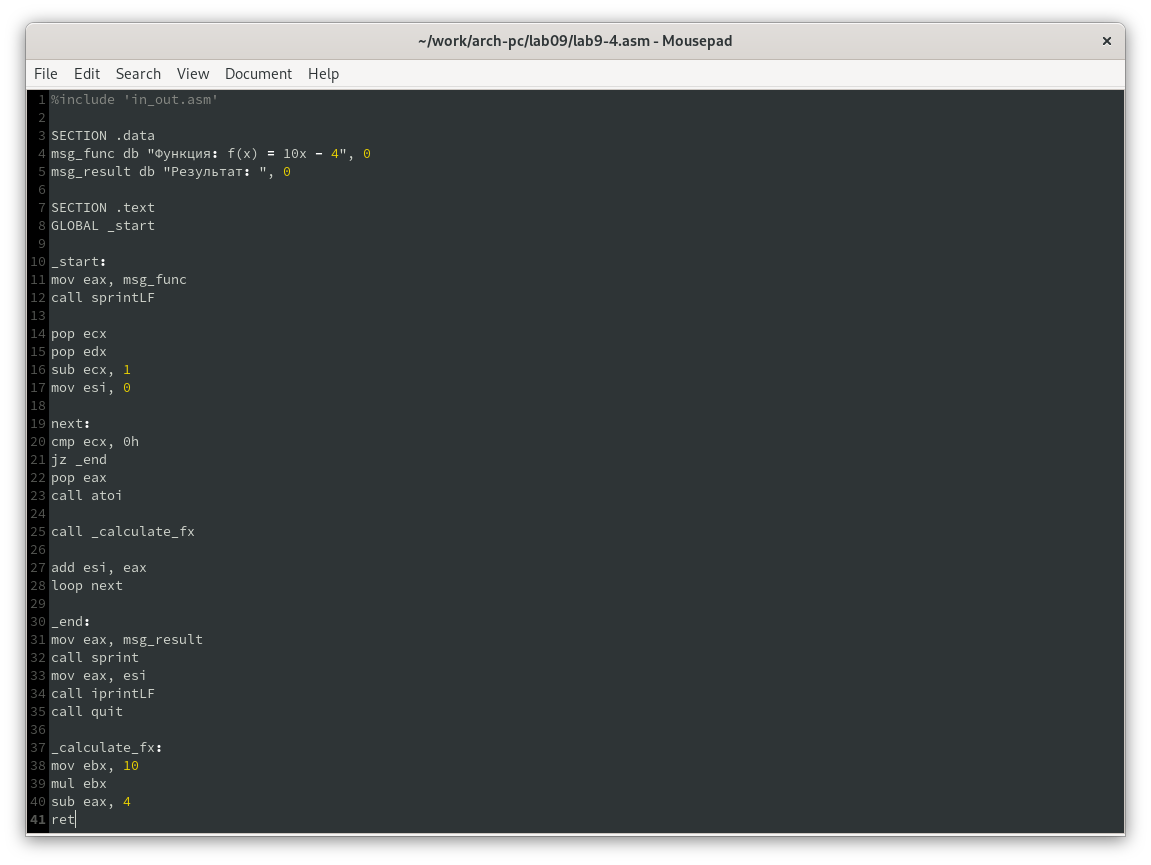 ~/work/arch-pc/lab09/lab9-4.asm - Mousepad
File Edit Search View Document Help
1 %include 'in_out.asm'
2
3 SECTION .data
4 msg_func db "Функция: f(x) = 10x - 4", 0
5 msg_result db "Результат: ", 0
6
7 SECTION .text
8 GLOBAL _start
9
10 _start:
11 mov eax, msg_func
12 call sprintLF
13
14 pop ecx
15 pop edx
16 sub ecx, 1
17 mov esi, 0
18
19 next:
20 cmp ecx, 0h
21 jz _end
22 pop eax
23 call atoi
24
25 call _calculate_fx
26
27 add esi, eax
28 loop next
29
30 _end:
31 mov eax, msg_result
32 call sprint
33 mov eax, esi
34 call iprintLF
35 call quit
36
37 _calculate_fx:
38 mov ebx, 10
39 mul ebx
40 sub eax, 4
41 ret